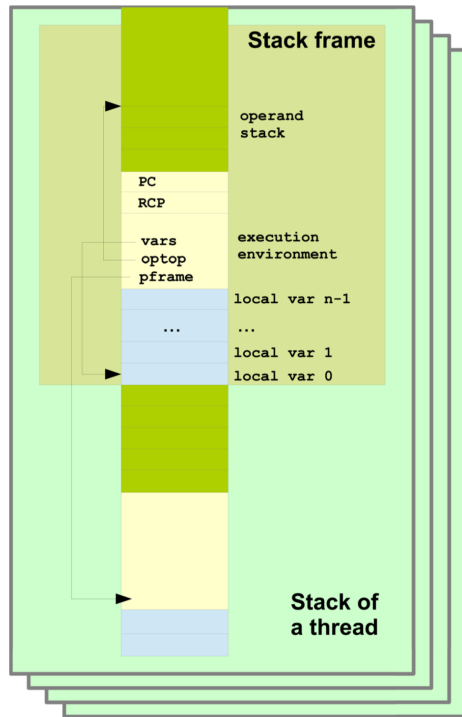 Stack frame
operand
stack
PC
RCP
vars
optop
pframe
execution
environment
local var n-1
... ...
local var 1
local var 0
Stack of
a thread